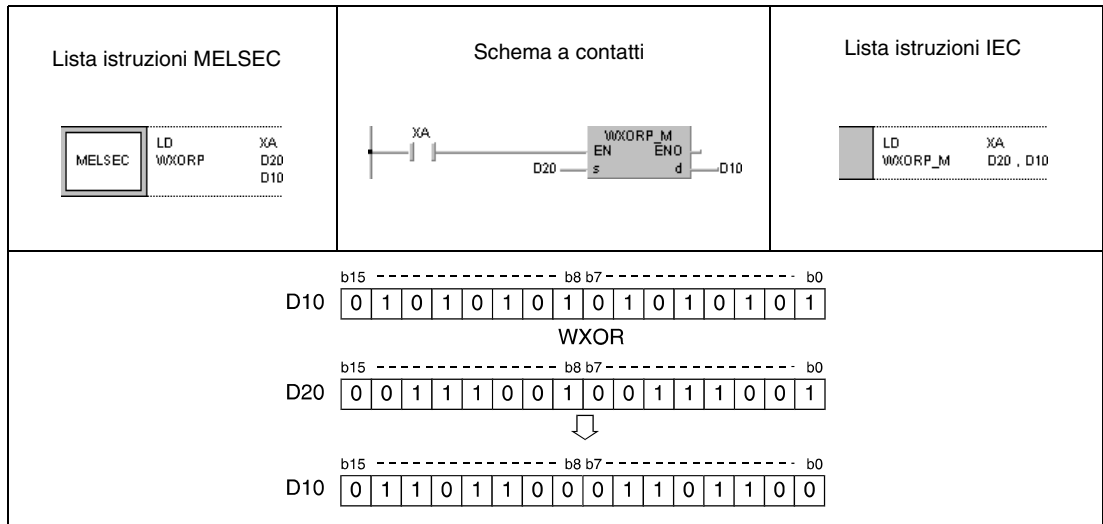 Lista istruzioni MELSEC
Schema a contatti
Lista istruzioni IEC
MELSEC
LD XA
WXORP D20
D10
XA
WXORP_M
EN ENO
D20 s d D10
LD XA
WXORP_M D20 , D10
b15 b8 b7 b0
D10 0 1 0 1 0 1 0 1 0 1 0 1 0 1 0 1
WXOR
b15 b8 b7 b0
D20 0 0 1 1 1 0 0 1 0 0 1 1 1 0 0 1
b15 b8 b7 b0
D10 0 1 1 0 1 1 0 0 0 1 1 0 1 1 0 0